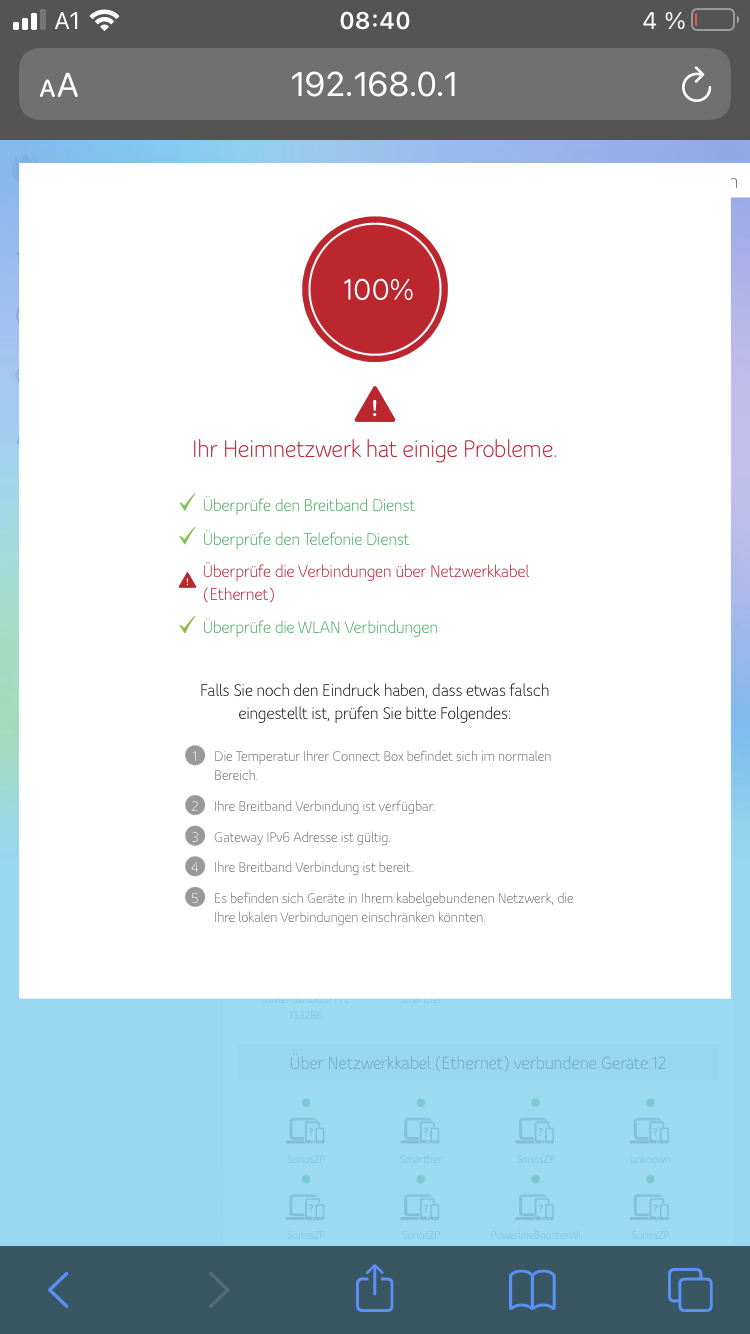 A1 08:40 4 %
AA 192.168.0.1
n
100%
Ihr Heimnetzwerk hat einige Probleme.
Überprüfe den Breitband Dienst
Überprüfe den Telefonie Dienst
Überprüfe die Verbindungen über Netzwerkkabel
(Ethernet)
Überprüfe die WLAN Verbindungen
Falls Sie noch den Eindruck haben, dass etwas falsch
eingestellt ist, prüfen Sie bitte Folgendes:
1 Die Temperatur Ihrer Connect Box befindet sich im normalen
Bereich.
2 Ihre Breitband Verbindung ist verfügbar.
3 Gateway IPv6 Adresse ist gültig.
4 Ihre Breitband Verbindung ist bereit.
5 Es befinden sich Geräte in Ihrem kabelgebundenen Netzwerk, die
Ihre lokalen Verbindungen einschränken könnten.
133286
Über Netzwerkkabel (Ethernet) verbundene Geräte 12
SonosZP Smarther SonosZP unknown
SonosZP SonosZP PowerlineBoosterWi SonosZP